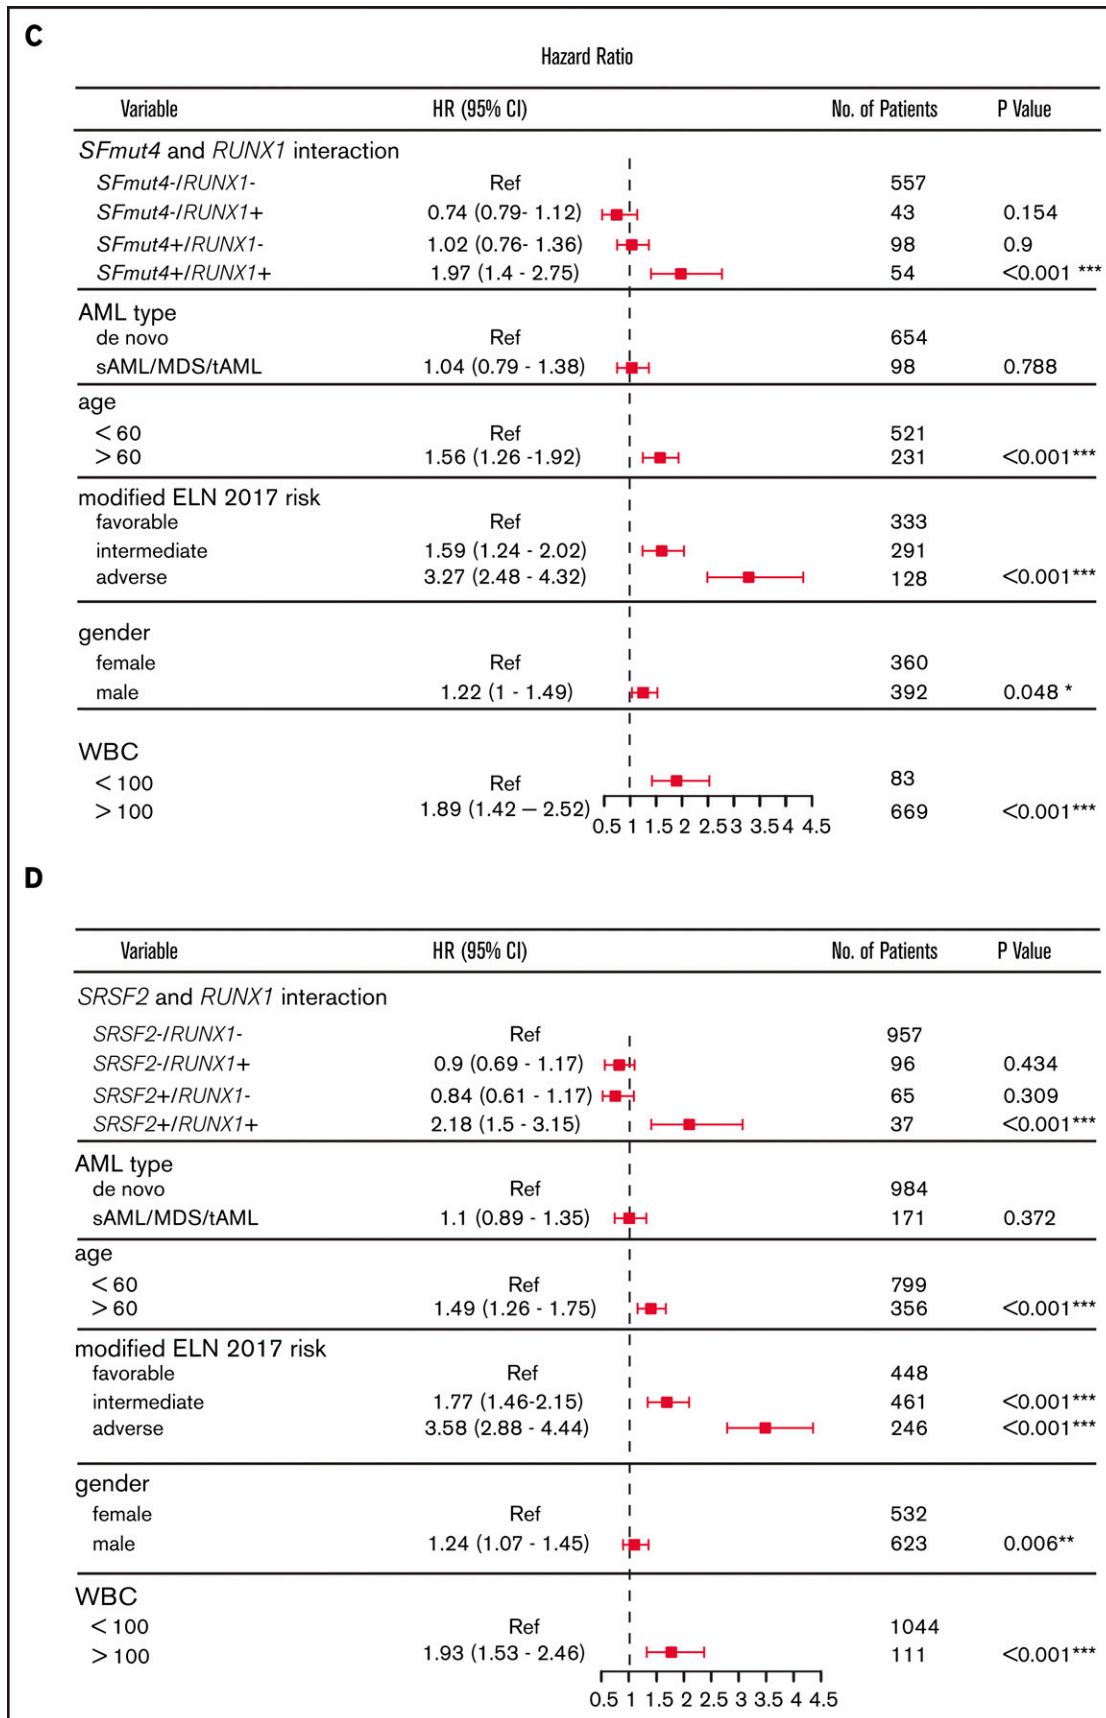 C
Hazard Ratio
Variable HR (95% CI) No. of Patients P Value
SFmut4 and RUNX1 interaction
SFmut4-/RUNX1- Ref 557
SFmut4-/RUNX1+ 0.74 (0.79- 1.12) 43 0.154
SFmut4+/RUNX1- 1.02 (0.76- 1.36) 98 0.9
SFmut4+/RUNX1+ 1.97 (1.4 - 2.75) 54 <0.001 ***
AML type
de novo Ref 654
sAML/MDS/tAML 1.04 (0.79 - 1.38) 98 0.788
age
< 60 Ref 521
> 60 1.56 (1.26 -1.92) 231 <0.001***
modified ELN 2017 risk
favorable Ref 333
intermediate 1.59 (1.24 - 2.02) 291
adverse 3.27 (2.48 - 4.32) 128 <0.001***
gender
female Ref 360
male 1.22 (1 - 1.49) 392 0.048 *
WBC
< 100 Ref 83
> 100 1.89 (1.42 – 2.52) 669 <0.001***
0.5 1 1.5 2 2.5 3 3.5 4 4.5
D
Variable HR (95% CI) No. of Patients P Value
SRSF2 and RUNX1 interaction
SRSF2-/RUNX1- Ref 957
SRSF2-/RUNX1+ 0.9 (0.69 - 1.17) 96 0.434
SRSF2+/RUNX1- 0.84 (0.61 - 1.17) 65 0.309
SRSF2+/RUNX1+ 2.18 (1.5 - 3.15) 37 <0.001***
AML type
de novo Ref 984
sAML/MDS/tAML 1.1 (0.89 - 1.35) 171 0.372
age
< 60 Ref 799
> 60 1.49 (1.26 - 1.75) 356 <0.001***
modified ELN 2017 risk
favorable Ref 448
intermediate 1.77 (1.46-2.15) 461 <0.001***
adverse 3.58 (2.88 - 4.44) 246 <0.001***
gender
female Ref 532
male 1.24 (1.07 - 1.45) 623 0.006**
WBC
< 100 Ref 1044
> 100 1.93 (1.53 - 2.46) 111 <0.001***
0.5 1 1.5 2 2.5 3 3.5 4 4.5